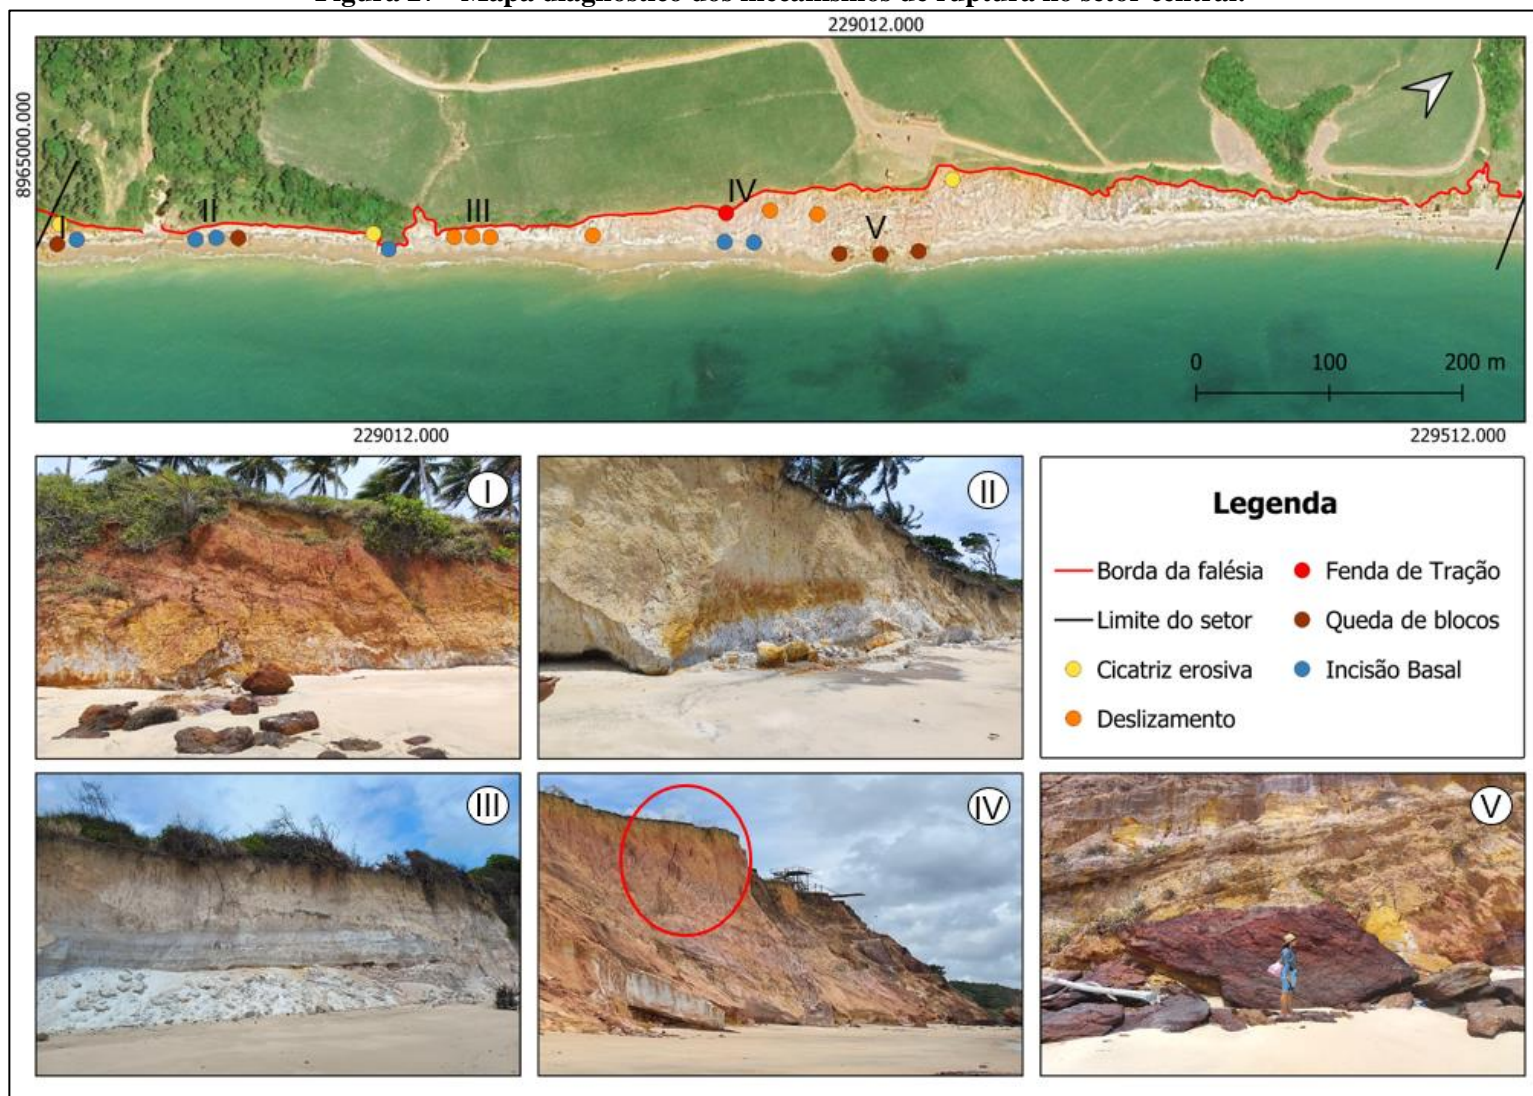 229012.000
8965000.000
I
II
III
IV
V
0 100 200 m
229012.000
229512.000
I
II
Legenda
Borda da falésia
Fenda de Tração
Limite do setor
Queda de blocos
Cicatriz erosiva
Incisão Basal
Deslizamento
III
IV
V